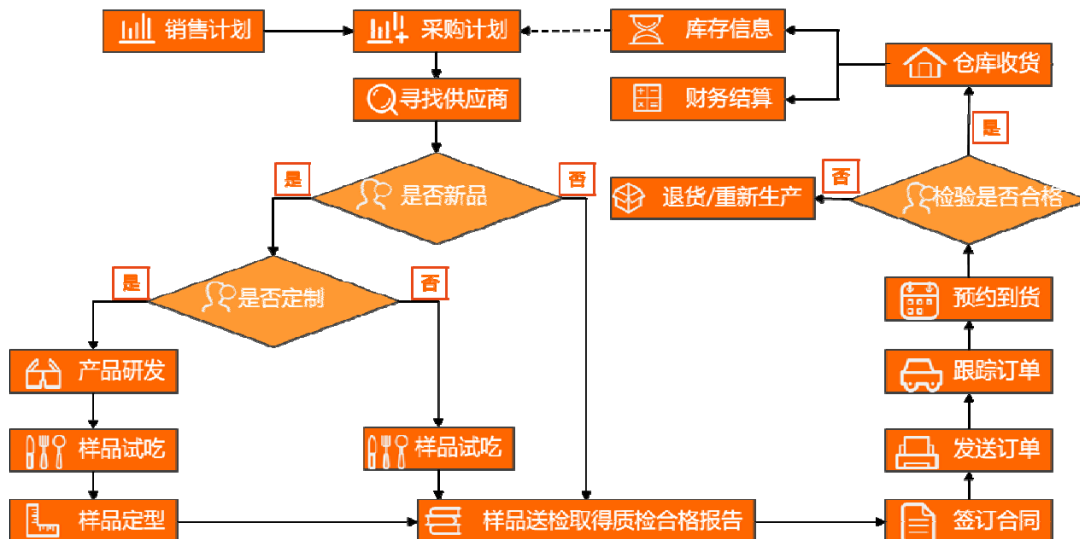 销售计划
采购计划
库存信息
仓库收货
寻找供应商
财务结算
是
是
否
否
是否新品
退货/重新生产
检验是否合格
是
否
是否定制
预约到货
产品研发
跟踪订单
样品试吃
样品试吃
发送订单
样品定型
样品送检取得质检合格报告
签订合同